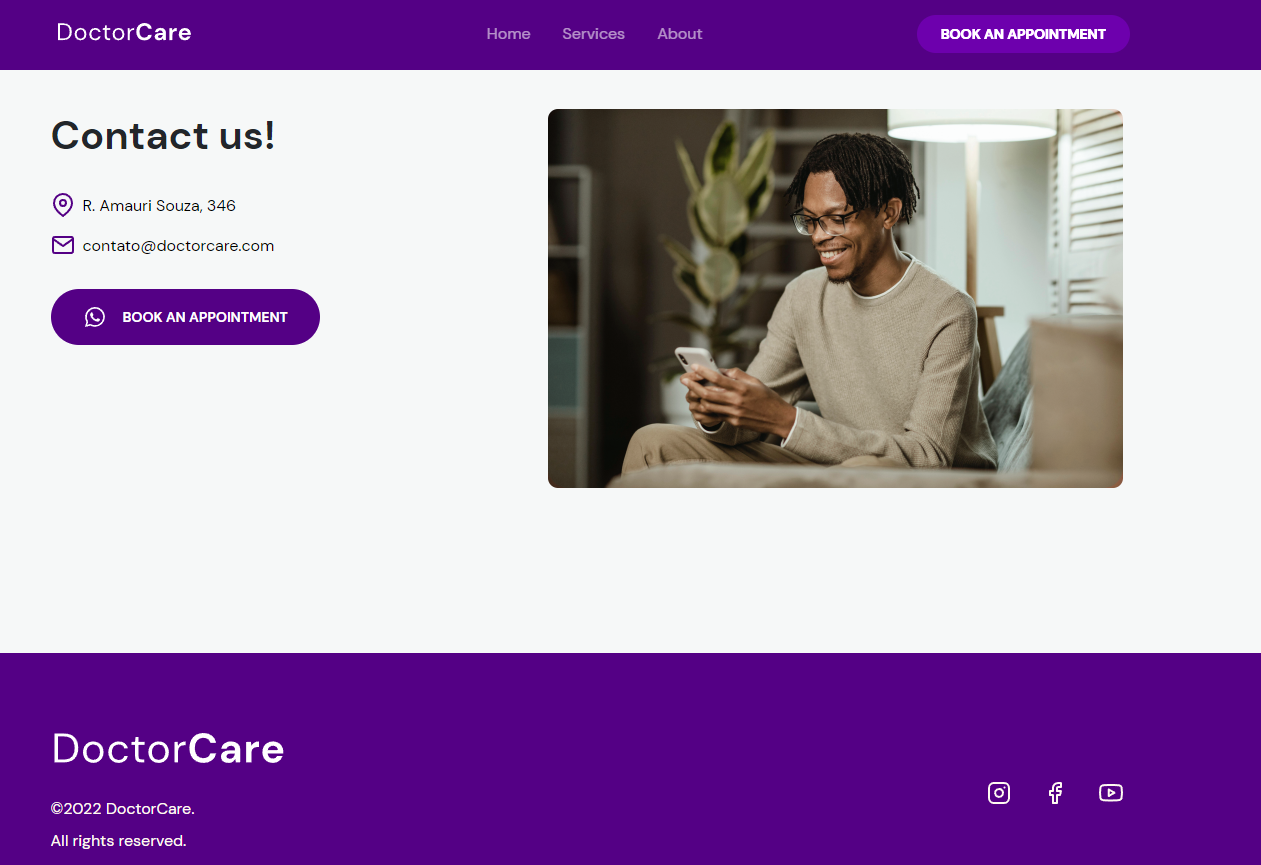 DoctorCare
Home Services About
BOOK AN APPOINTMENT
Contact us!
R. Amauri Souza, 346
contato@doctorcare.com
BOOK AN APPOINTMENT
DoctorCare
©2022 DoctorCare.
All rights reserved.